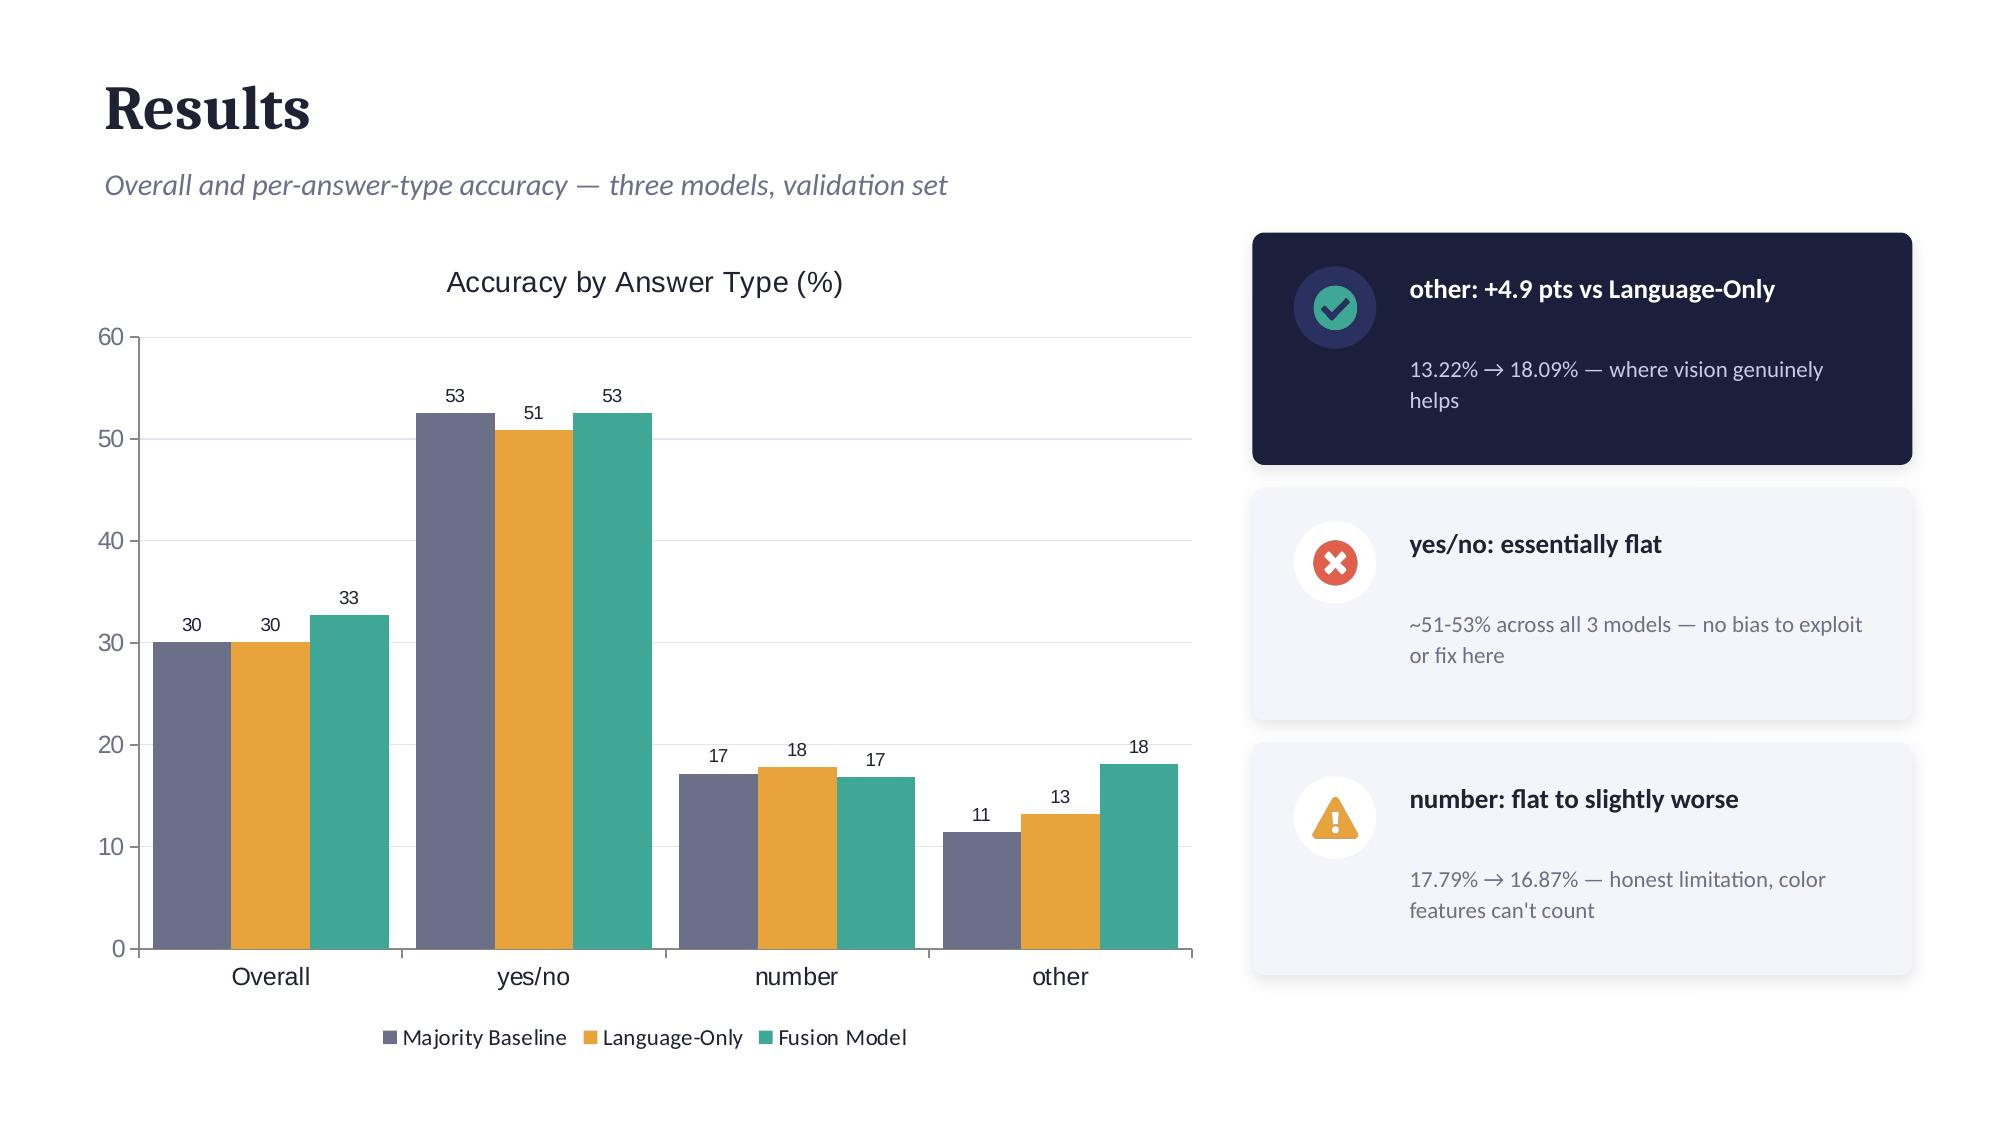 Results
Overall and per-answer-type accuracy — three models, validation set
Accuracy by Answer Type (%)
60
50
40
30
20
10
0
30
30
33
53
51
53
17
18
17
11
13
18
Overall
yes/no
number
other
Majority Baseline
Language-Only
Fusion Model
other: +4.9 pts vs Language-Only
13.22% → 18.09% — where vision genuinely
helps
yes/no: essentially flat
~51-53% across all 3 models — no bias to exploit
or fix here
number: flat to slightly worse
17.79% → 16.87% — honest limitation, color
features can't count